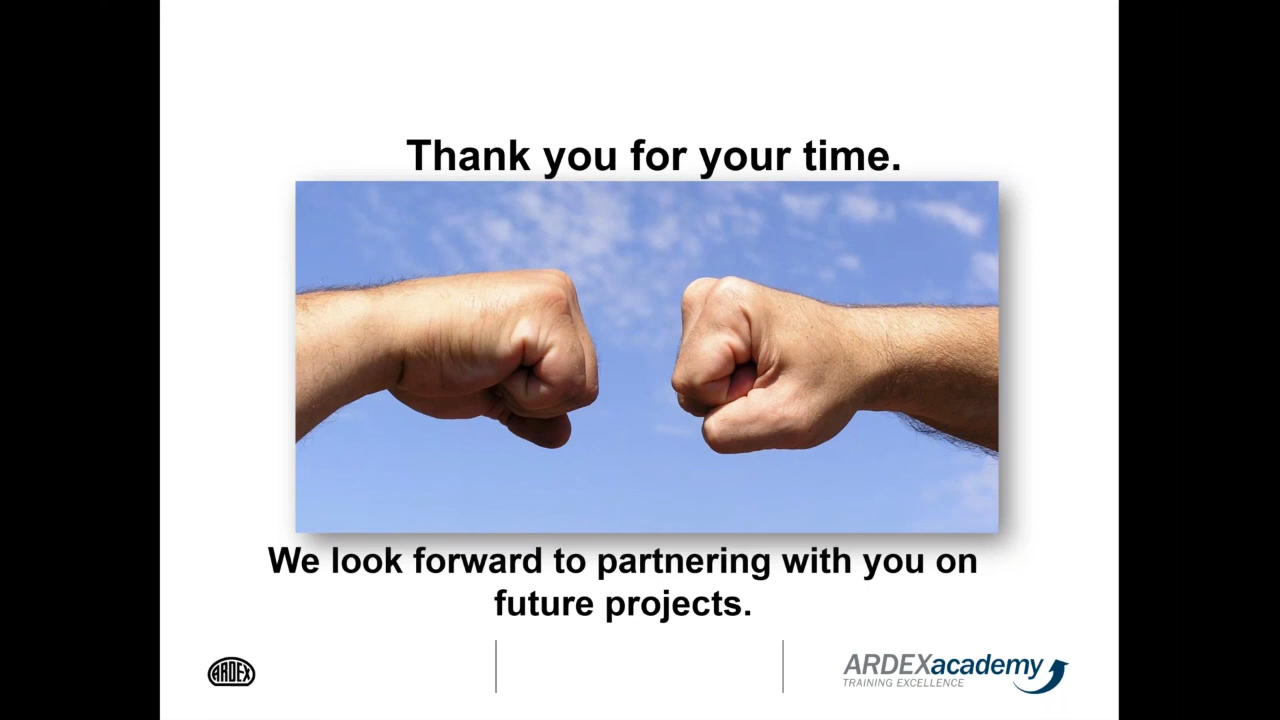 Thank you for your time.
We look forward to partnering with you on
future projects.
ARDEX
ARDEXacademy
TRAINING EXCELLENCE